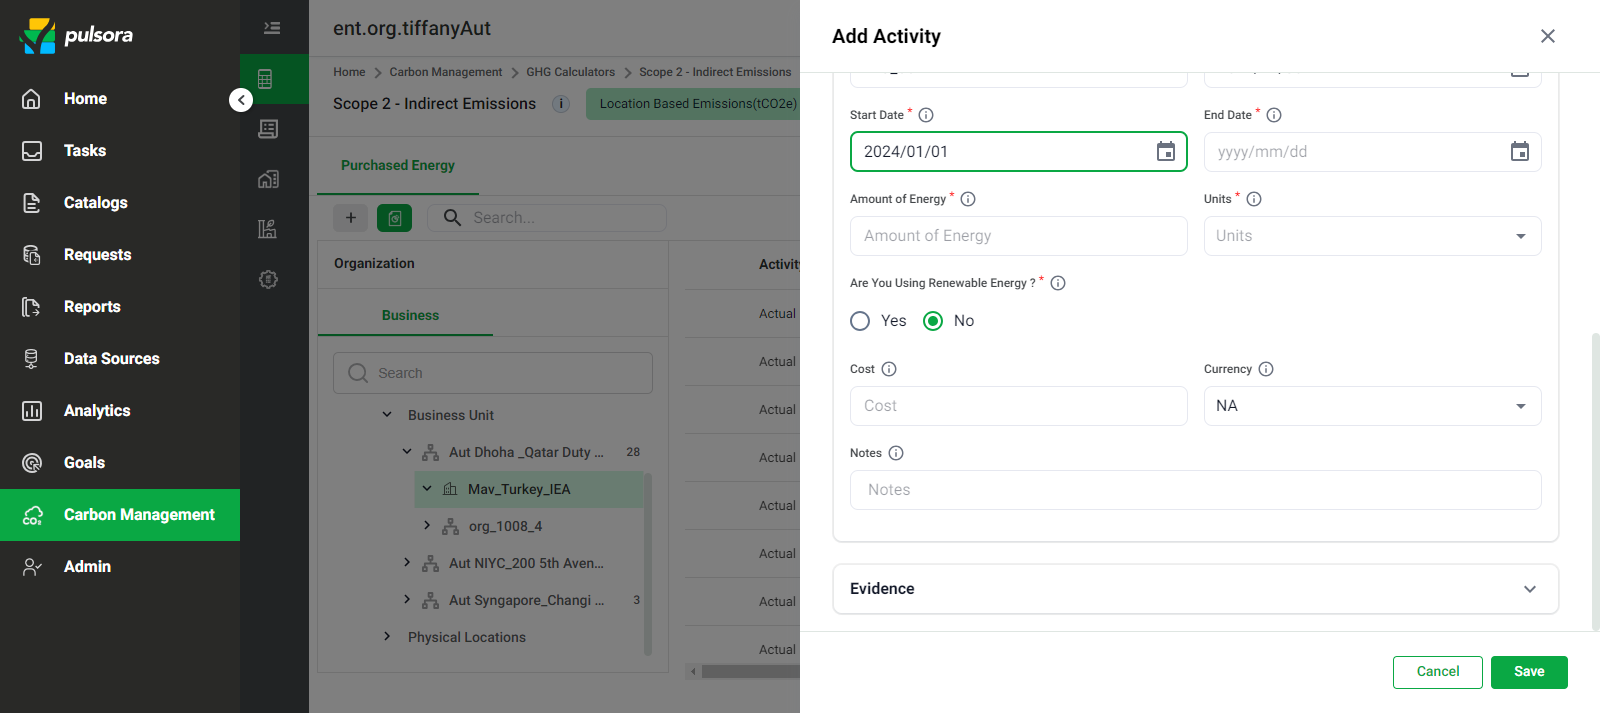 pulsora
Home
Tasks
Catalogs
Requests
Reports
Data Sources
Analytics
Goals
CO₂
Carbon Management
Admin
ent.org.tiffanyAut
Home > Carbon Management > GHG Calculators > Scope 2 - Indirect Emissions
Scope 2 - Indirect Emissions
Location Based Emissions(tCO2e)
Purchased Energy
Search...
Organization
Business
Search
Business Unit
Aut Dhoha _Qatar Duty ... 28
Mav_Turkey_IEA
org_1008_4
Aut NIYC_200 5th Aven...
Aut Syngapore_Changi ... 3
Physical Locations
Activity
Actual
Actual
Actual
Actual
Actual
Actual
Actual
Actual
Add Activity
Start Date *
End Date *
2024/01/01
yyyy/mm/dd
Amount of Energy *
Units *
Amount of Energy
Units
Are You Using Renewable Energy ? *
Yes
No
Cost
Currency
Cost
NA
Notes
Notes
Evidence
Cancel
Save